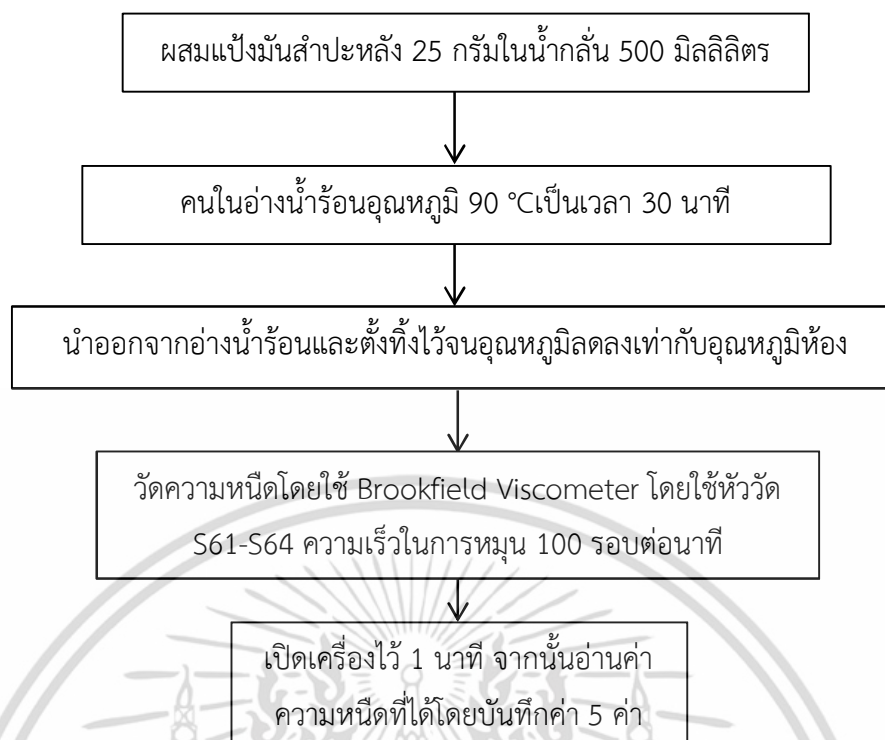 ผสมแป้งมันสำปะหลัง 25 กรัมในน้ำกลั่น 500 มิลลิลิตร
คนในอ่างน้ำร้อนอุณหภูมิ 90 °Cเป็นเวลา 30 นาที
นำออกจากอ่างน้ำร้อนและตั้งทิ้งไว้จนอุณหภูมิลดลงเท่ากับอุณหภูมิห้อง
วัดความหนืดโดยใช้ Brookfield Viscometer โดยใช้หัววัด
S61-S64 ความเร็วในการหมุน 100 รอบต่อนาที
เปิดเครื่องไว้ 1 นาที จากนั้นอ่านค่า
ความหนืดที่ได้โดยบันทึกค่า 5 ค่า